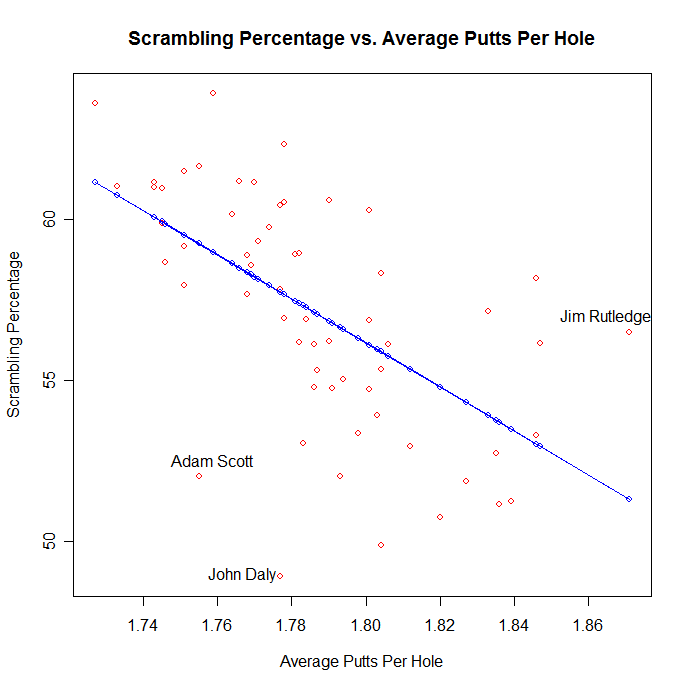 Scrambling Percentage vs. Average Putts Per Hole
Scrambling Percentage
60
55
50
Jim Rutledge
Adam Scott
John Daly
1.74 1.76 1.78 1.80 1.82 1.84 1.86
Average Putts Per Hole